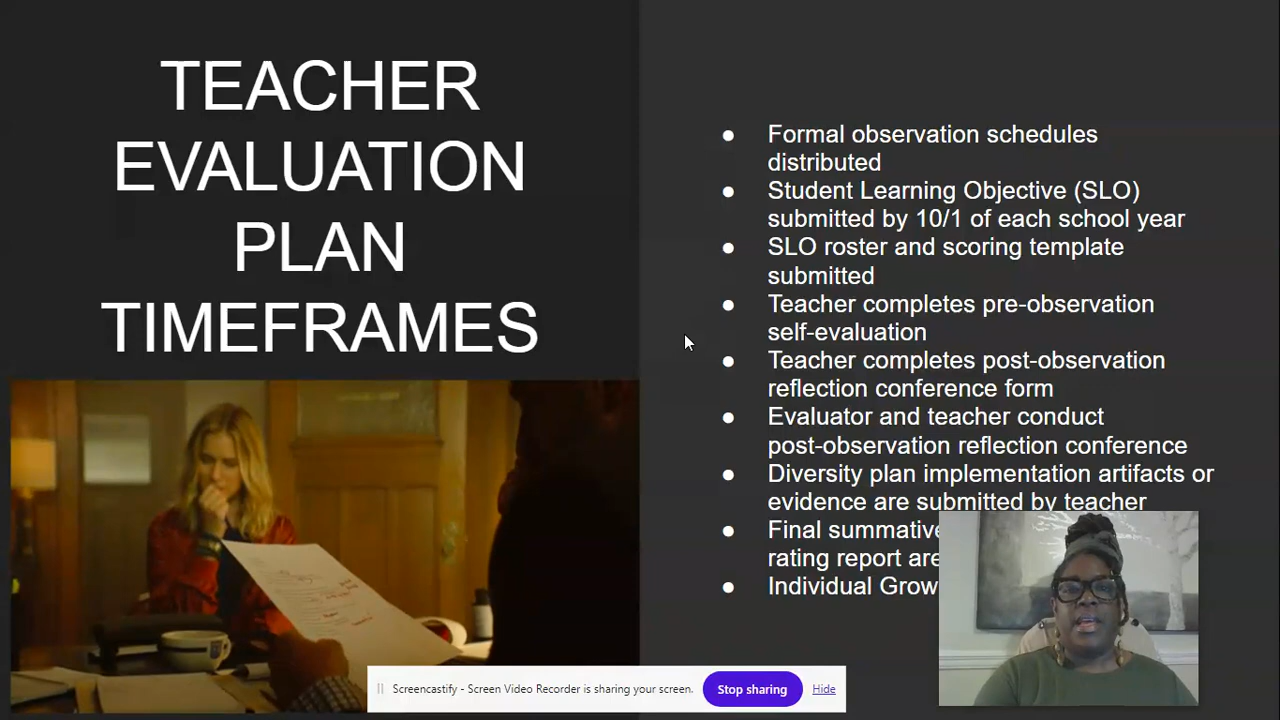 TEACHER
EVALUATION
PLAN
TIMEFRAMES
● Formal observation schedules
distributed
● Student Learning Objective (SLO)
submitted by 10/1 of each school year
● SLO roster and scoring template
submitted
● Teacher completes pre-observation
self-evaluation
● Teacher completes post-observation
reflection conference form
● Evaluator and teacher conduct
post-observation reflection conference
● Diversity plan implementation artifacts or
evidence are submitted by teacher
● Final summative
rating report are
● Individual Grow
Screencastify - Screen Video Recorder is sharing your screen. Stop sharing Hide